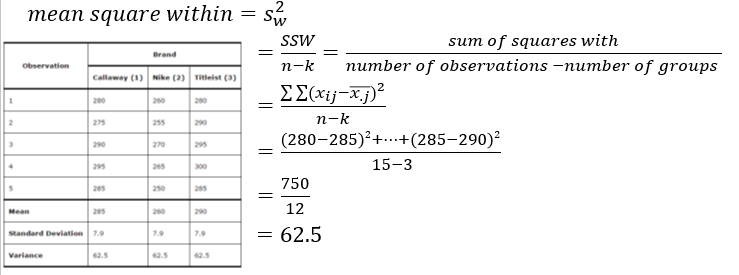 mean square within = s_w^2
= SSW / n−k = sum of squares with / number of observations −number of groups
= ∑∑(x_ij − x̄_.j)² / n−k
= (280−285)²+⋯+(285−290)² / 15−3
= 750 / 12
= 62.5
Observation Brand
Callaway (1) Nike (2) Titleist (3)
1 280 260 280
2 275 255 290
3 290 270 295
4 295 265 300
5 285 250 285
Mean 285 260 290
Standard Deviation 7.9 7.9 7.9
Variance 62.5 62.5 62.5